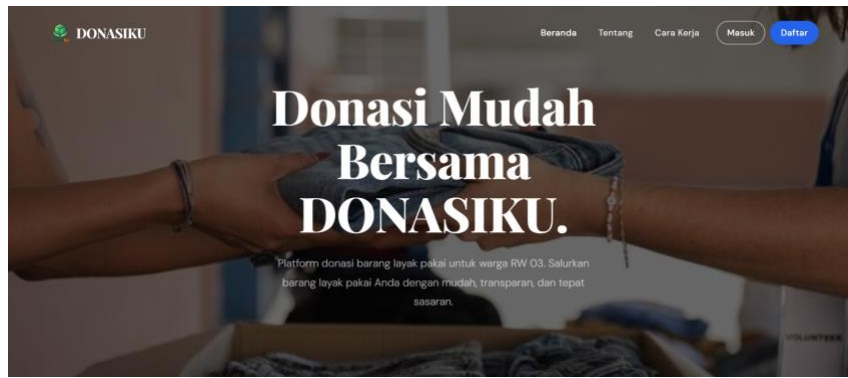 DONASIKU
Beranda
Tentang
Cara Kerja
Masuk
Daftar
Donasi Mudah
Bersama
DONASIKU.
Platform donasi barang layak pakai untuk warga RW 03. Salurkan
barang layak pakai Anda dengan mudah, transparan, dan tepat
sasaran.
VOLUNTEER